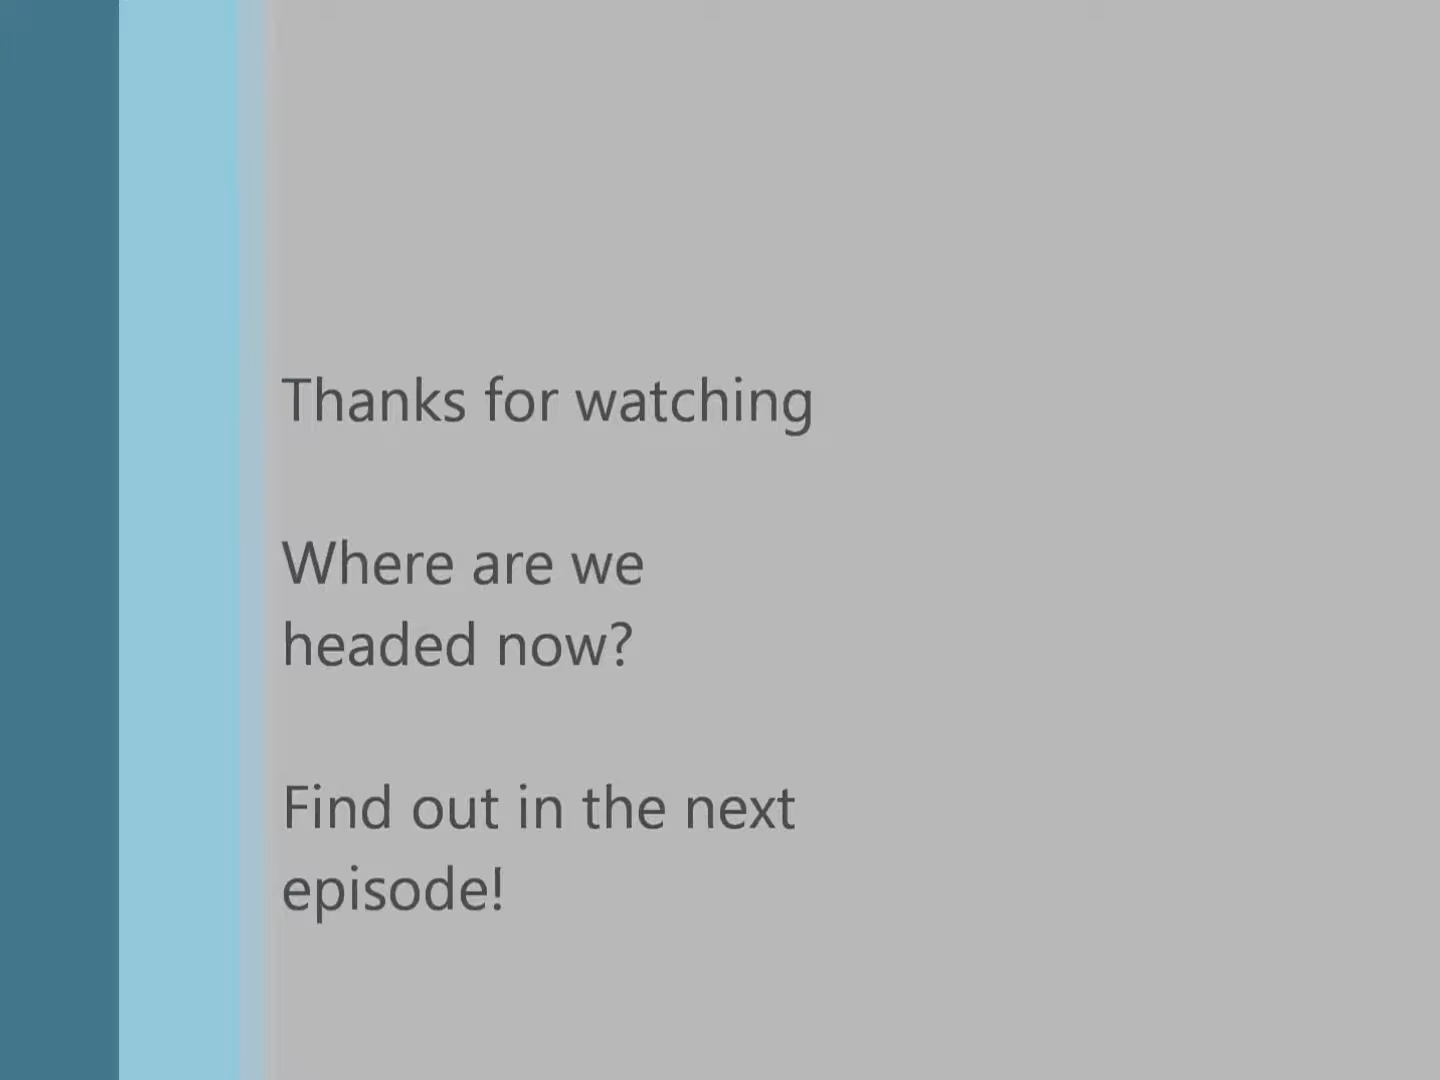 Thanks for watching
Where are we
headed now?
Find out in the next
episode!